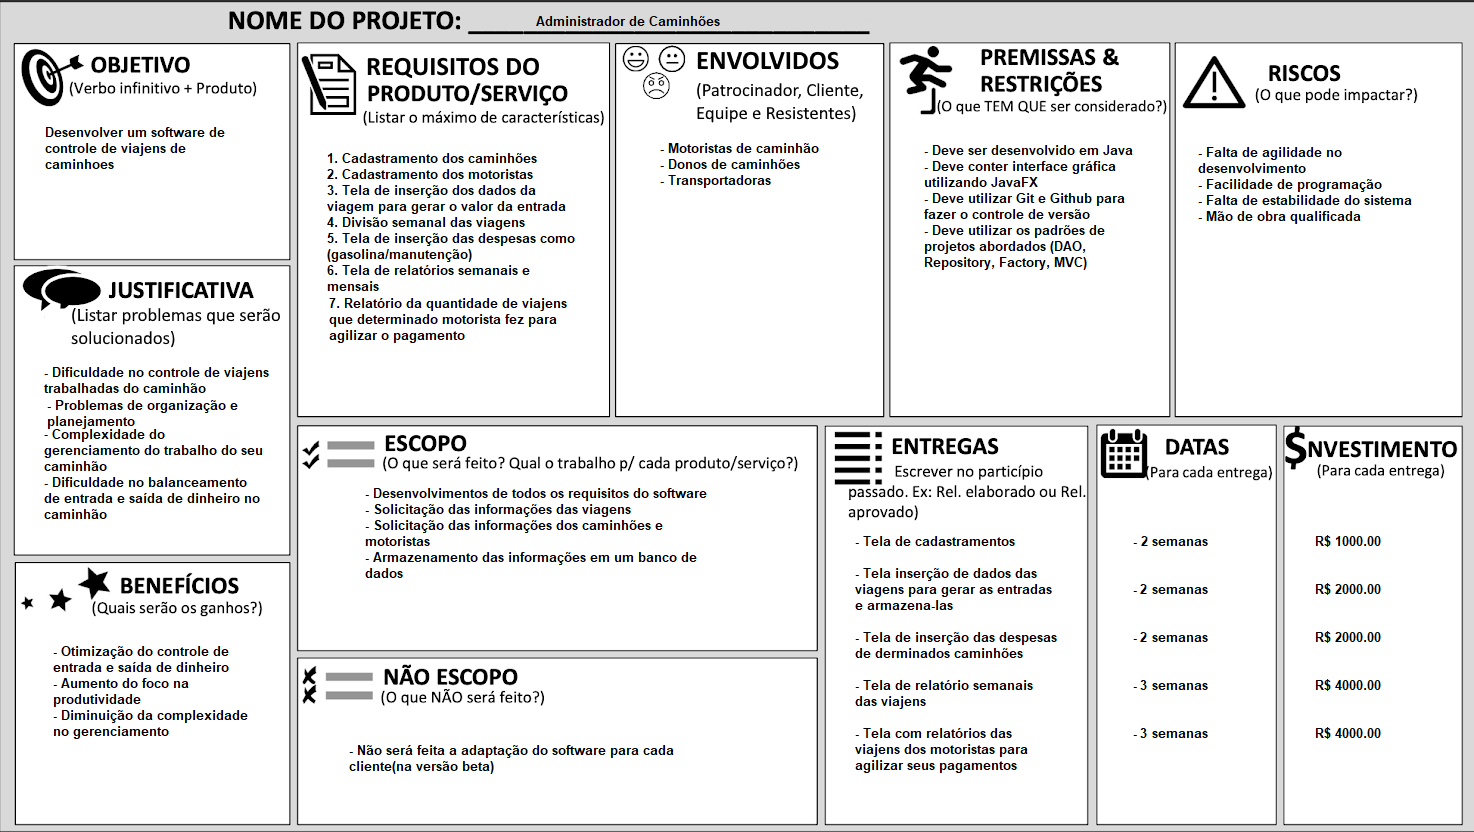 NOME DO PROJETO: Administrador de Caminhões
OBJETIVO
(Verbo infinitivo + Produto)
Desenvolver um software de
controle de viajens de
caminhoes
JUSTIFICATIVA
(Listar problemas que serão
solucionados)
- Dificuldade no controle de viajens
trabalhadas do caminhão
- Problemas de organização e
planejamento
- Complexidade do
gerenciamento do trabalho do seu
caminhão
- Dificuldade no balanceamento
de entrada e saída de dinheiro no
caminhão
BENEFÍCIOS
(Quais serão os ganhos?)
- Otimização do controle de
entrada e saída de dinheiro
- Aumento do foco na
produtividade
- Diminuição da complexidade
no gerenciamento
REQUISITOS DO
PRODUTO/SERVIÇO
(Listar o máximo de características)
1. Cadastramento dos caminhões
2. Cadastramento dos motoristas
3. Tela de inserção dos dados da
viagem para gerar o valor da entrada
4. Divisão semanal das viagens
5. Tela de inserção das despesas como
(gasolina/manutenção)
6. Tela de relatórios semanais e
mensais
7. Relatório da quantidade de viajens
que determinado motorista fez para
agilizar o pagamento
ENVOLVIDOS
(Patrocinador, Cliente,
Equipe e Resistentes)
- Motoristas de caminhão
- Donos de caminhões
- Transportadoras
PREMISSAS &
RESTRIÇÕES
(O que TEM QUE ser considerado?)
- Deve ser desenvolvido em Java
- Deve conter interface gráfica
utilizando JavaFX
- Deve utilizar Git e Github para
fazer o controle de versão
- Deve utilizar os padrões de
projetos abordados (DAO,
Repository, Factory, MVC)
RISCOS
(O que pode impactar?)
- Falta de agilidade no
desenvolvimento
- Facilidade de programação
- Falta de estabilidade do sistema
- Mão de obra qualificada
ESCOPO
(O que será feito? Qual o trabalho p/ cada produto/serviço?)
- Desenvolvimentos de todos os requisitos do software
- Solicitação das informações das viagens
- Solicitação das informações dos caminhões e
motoristas
- Armazenamento das informações em um banco de
dados
NÃO ESCOPO
(O que NÃO será feito?)
- Não será feita a adaptação do software para cada
cliente(na versão beta)
ENTREGAS
Escrever no particípio
passado. Ex: Rel. elaborado ou Rel.
aprovado)
- Tela de cadastramentos
- Tela inserção de dados das
viagens para gerar as entradas
e armazena-las
- Tela de inserção das despesas
de derminados caminhões
- Tela de relatório semanais
das viajens
- Tela com relatórios das
viajens dos motoristas para
agilizar seus pagamentos
DATAS
(Para cada entrega)
- 2 semanas
- 2 semanas
- 2 semanas
- 3 semanas
- 3 semanas
$NVESTIMENTO
(Para cada entrega)
R$ 1000.00
R$ 2000.00
R$ 2000.00
R$ 4000.00
R$ 4000.00